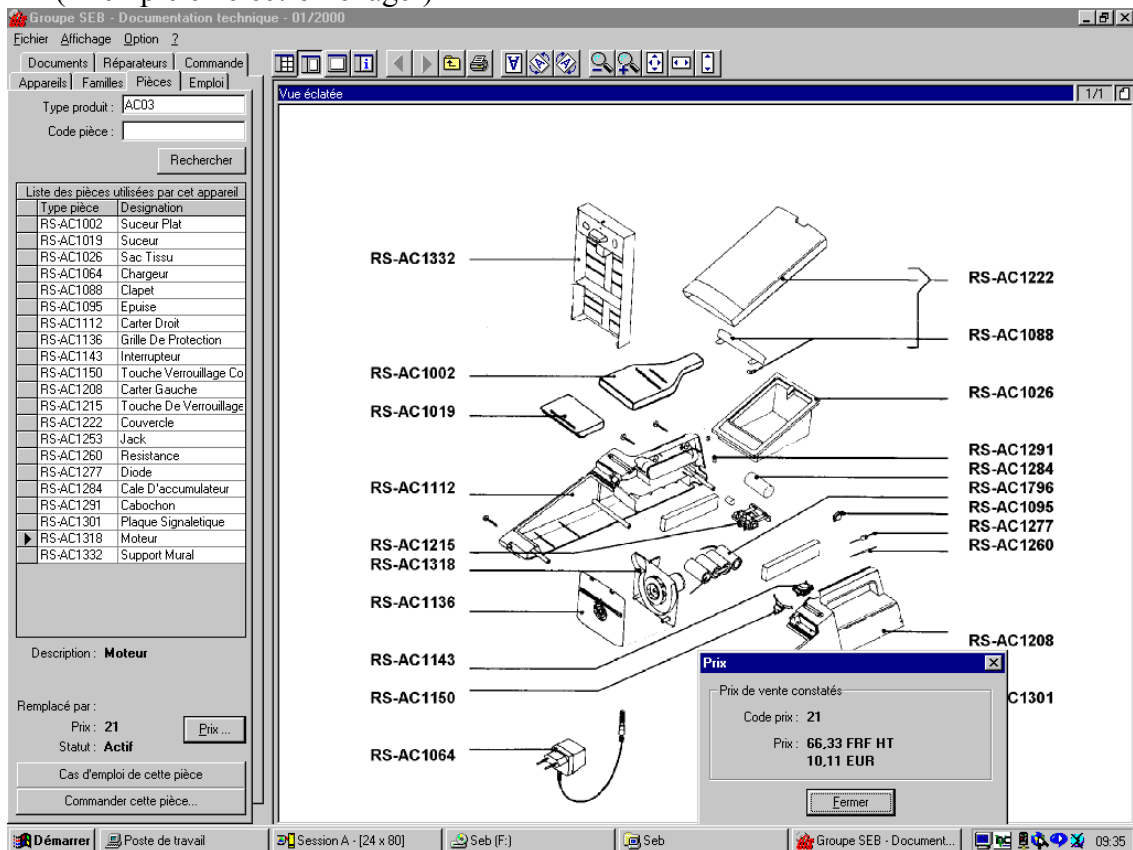 Groupe SEB - Documentation technique - 01/2000
Fichier Affichage Option ?
Documents Réparateurs Commande
Appareils Familles Pièces Emploi
Type produit : AC03
Code pièce :
Rechercher
Liste des pièces utilisées par cet appareil
Type pièce Designation
RS-AC1002 Suceur Plat
RS-AC1019 Suceur
RS-AC1026 Sac Tissu
RS-AC1064 Chargeur
RS-AC1088 Clapet
RS-AC1095 Epuise
RS-AC1112 Carter Droit
RS-AC1136 Grille De Protection
RS-AC1143 Interrupteur
RS-AC1150 Touche Verrouillage Co
RS-AC1208 Carter Gauche
RS-AC1215 Touche De Verrouillage
RS-AC1222 Couvercle
RS-AC1253 Jack
RS-AC1260 Resistance
RS-AC1277 Diode
RS-AC1284 Cale D'accumulateur
RS-AC1291 Cabochon
RS-AC1301 Plaque Signaletique
RS-AC1318 Moteur
RS-AC1332 Support Mural
Description : Moteur
Remplacé par :
Prix : 21
Prix ...
Statut : Actif
Cas d'emploi de cette pièce
Commander cette pièce...
Vue éclatée
1/1
RS-AC1332
RS-AC1222
RS-AC1088
RS-AC1002
RS-AC1026
RS-AC1019
RS-AC1291
RS-AC1284
RS-AC1112
RS-AC1796
RS-AC1095
RS-AC1277
RS-AC1215
RS-AC1260
RS-AC1318
RS-AC1136
RS-AC1208
RS-AC1143
RS-AC1150
C1301
RS-AC1064
Prix
Prix de vente constatés
Code prix : 21
Prix : 66,33 FRF HT
10,11 EUR
Fermer
Démarrer
Poste de travail
Session A - [24 x 80]
Seb (F:)
Seb
Groupe SEB - Document...
09:35